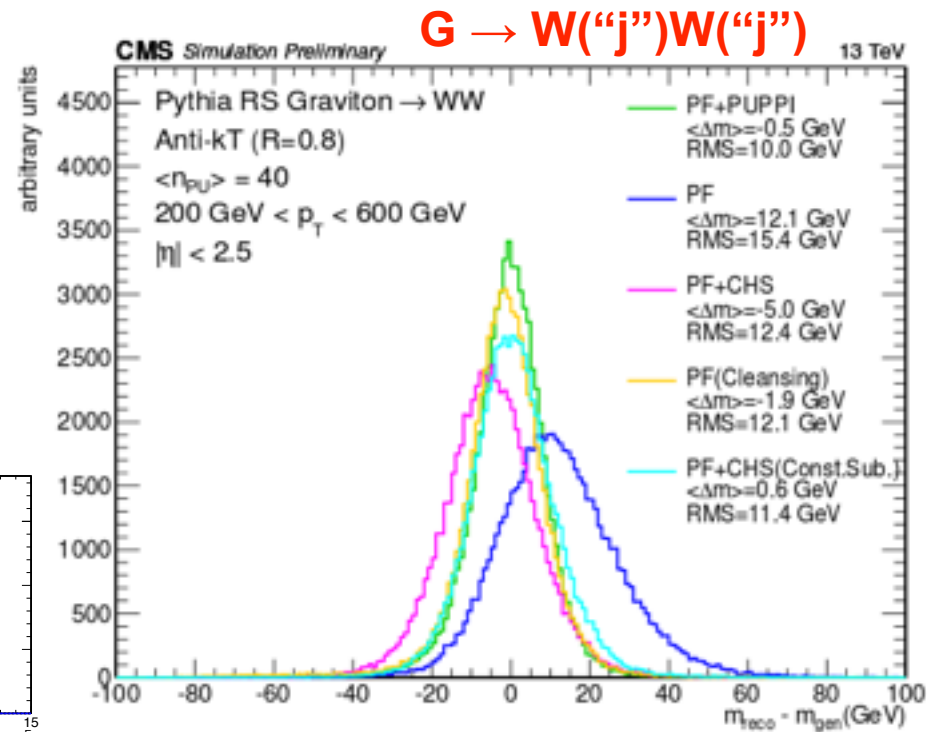 G → W(“j”)W(“j”)
CMS Simulation Preliminary 13 TeV
arbitrary units
4500
4000
3500
3000
2500
2000
1500
1000
500
0
Pythia RS Graviton → WW
Anti-kT (R=0.8)
<n_PU> = 40
200 GeV < p_T < 600 GeV
|η| < 2.5
PF+PUPPI
<Δm>=-0.5 GeV
RMS=10.0 GeV
PF
<Δm>=12.1 GeV
RMS=15.4 GeV
PF+CHS
<Δm>=-5.0 GeV
RMS=12.4 GeV
PF(Cleansing)
<Δm>=-1.9 GeV
RMS=12.1 GeV
PF+CHS(Const.Sub.)
<Δm>=0.6 GeV
RMS=11.4 GeV
-100 -80 -60 -40 -20 0 20 40 60 80 100
m_reco - m_gen(GeV)
15